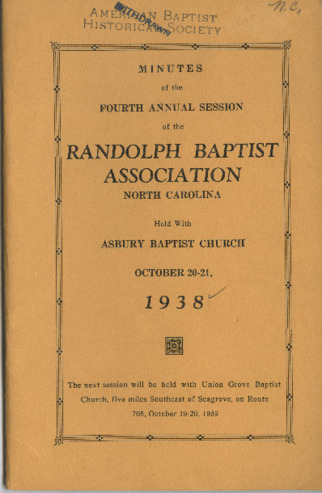 N.C.
AMERICAN BAPTIST
HISTORICAL SOCIETY
WITHDRAWN
MINUTES
of the
FOURTH ANNUAL SESSION
of the
RANDOLPH BAPTIST
ASSOCIATION
NORTH CAROLINA
Held With
ASBURY BAPTIST CHURCH
OCTOBER 20-21,
1938
The next session will be held with Union Grove Baptist
Church, five miles Southeast of Seagrove, on Route
705, October 19-20, 1939